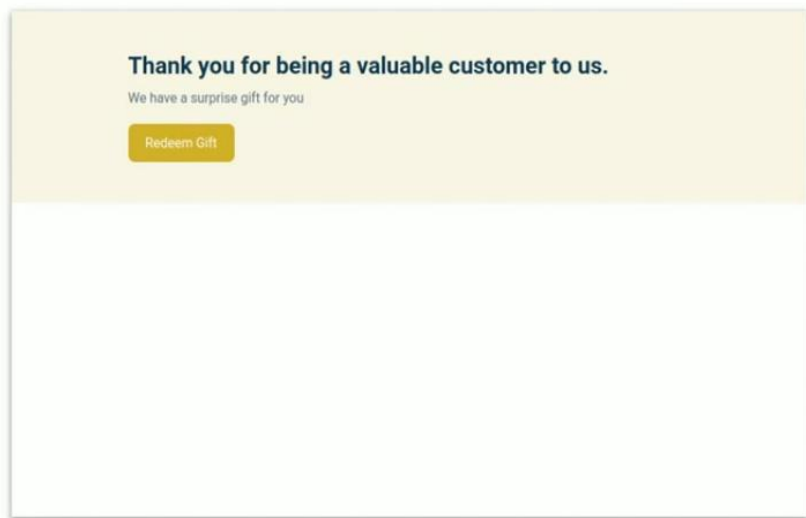 Thank you for being a valuable customer to us.
We have a surprise gift for you
Redeem Gift